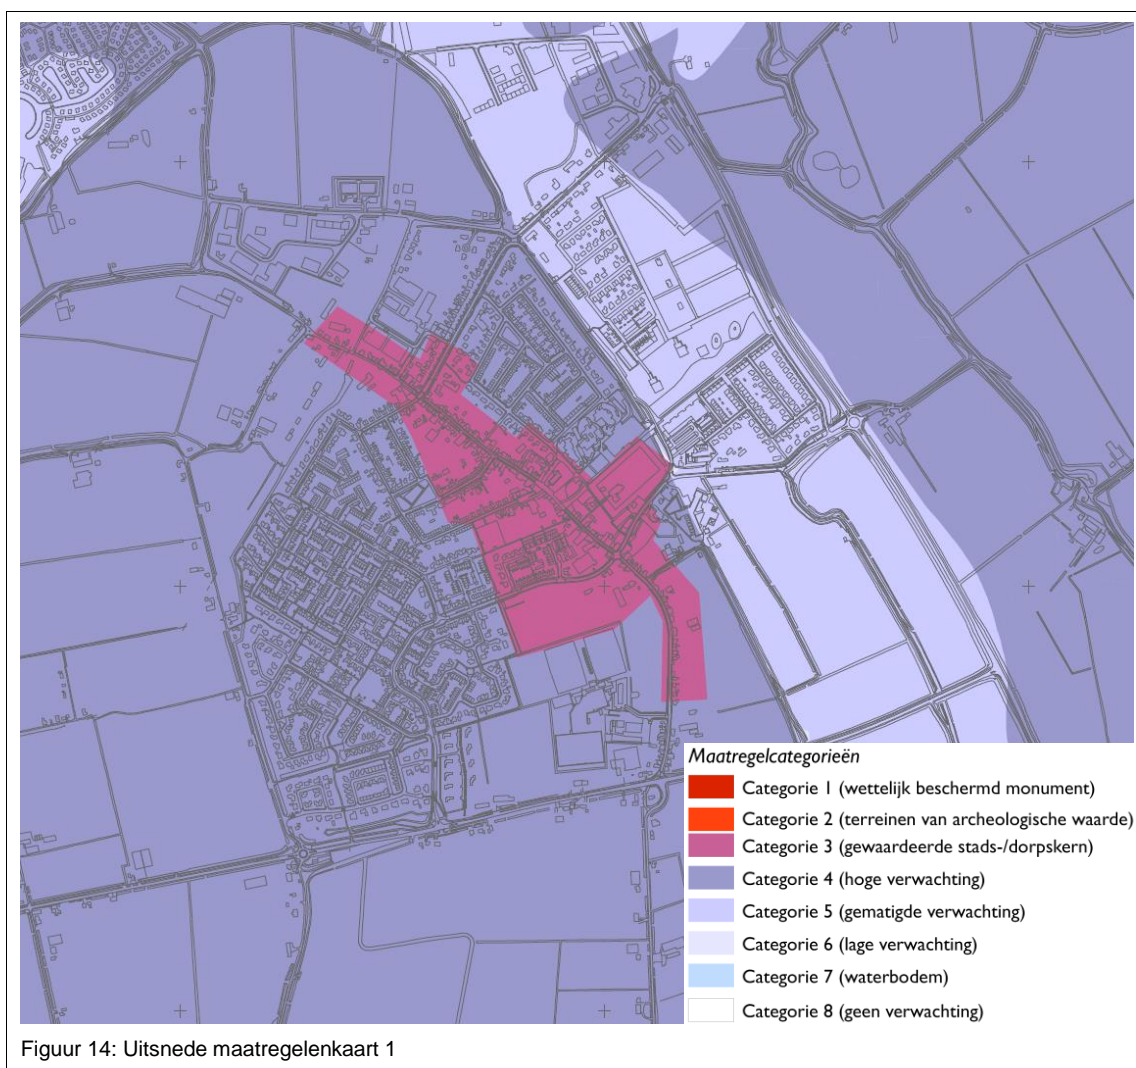 Maatregelcategorieën
Categorie 1 (wettelijk beschermd monument)
Categorie 2 (terreinen van archeologische waarde)
Categorie 3 (gewaardeerde stads-/dorpskern)
Categorie 4 (hoge verwachting)
Categorie 5 (gematigde verwachting)
Categorie 6 (lage verwachting)
Categorie 7 (waterbodem)
Categorie 8 (geen verwachting)
Figuur 14: Uitsnede maatregelenkaart 1